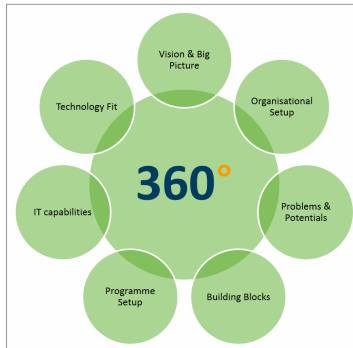 Vision & Big
Picture
Technology Fit
Organisational
Setup
360°
IT capabilities
Problems &
Potentials
Programme
Setup
Building Blocks